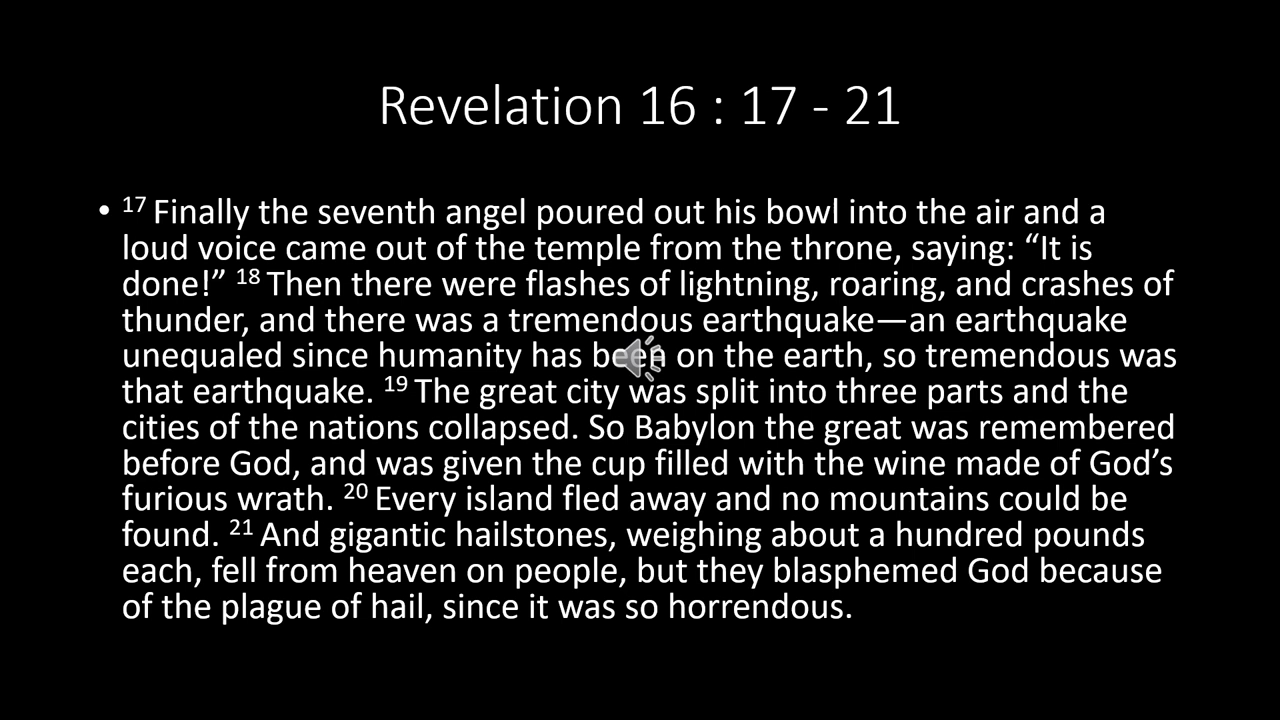 Revelation 16 : 17 - 21
• 17 Finally the seventh angel poured out his bowl into the air and a
loud voice came out of the temple from the throne, saying: “It is
done!” 18 Then there were flashes of lightning, roaring, and crashes of
thunder, and there was a tremendous earthquake—an earthquake
unequaled since humanity has been on the earth, so tremendous was
that earthquake. 19 The great city was split into three parts and the
cities of the nations collapsed. So Babylon the great was remembered
before God, and was given the cup filled with the wine made of God’s
furious wrath. 20 Every island fled away and no mountains could be
found. 21 And gigantic hailstones, weighing about a hundred pounds
each, fell from heaven on people, but they blasphemed God because
of the plague of hail, since it was so horrendous.